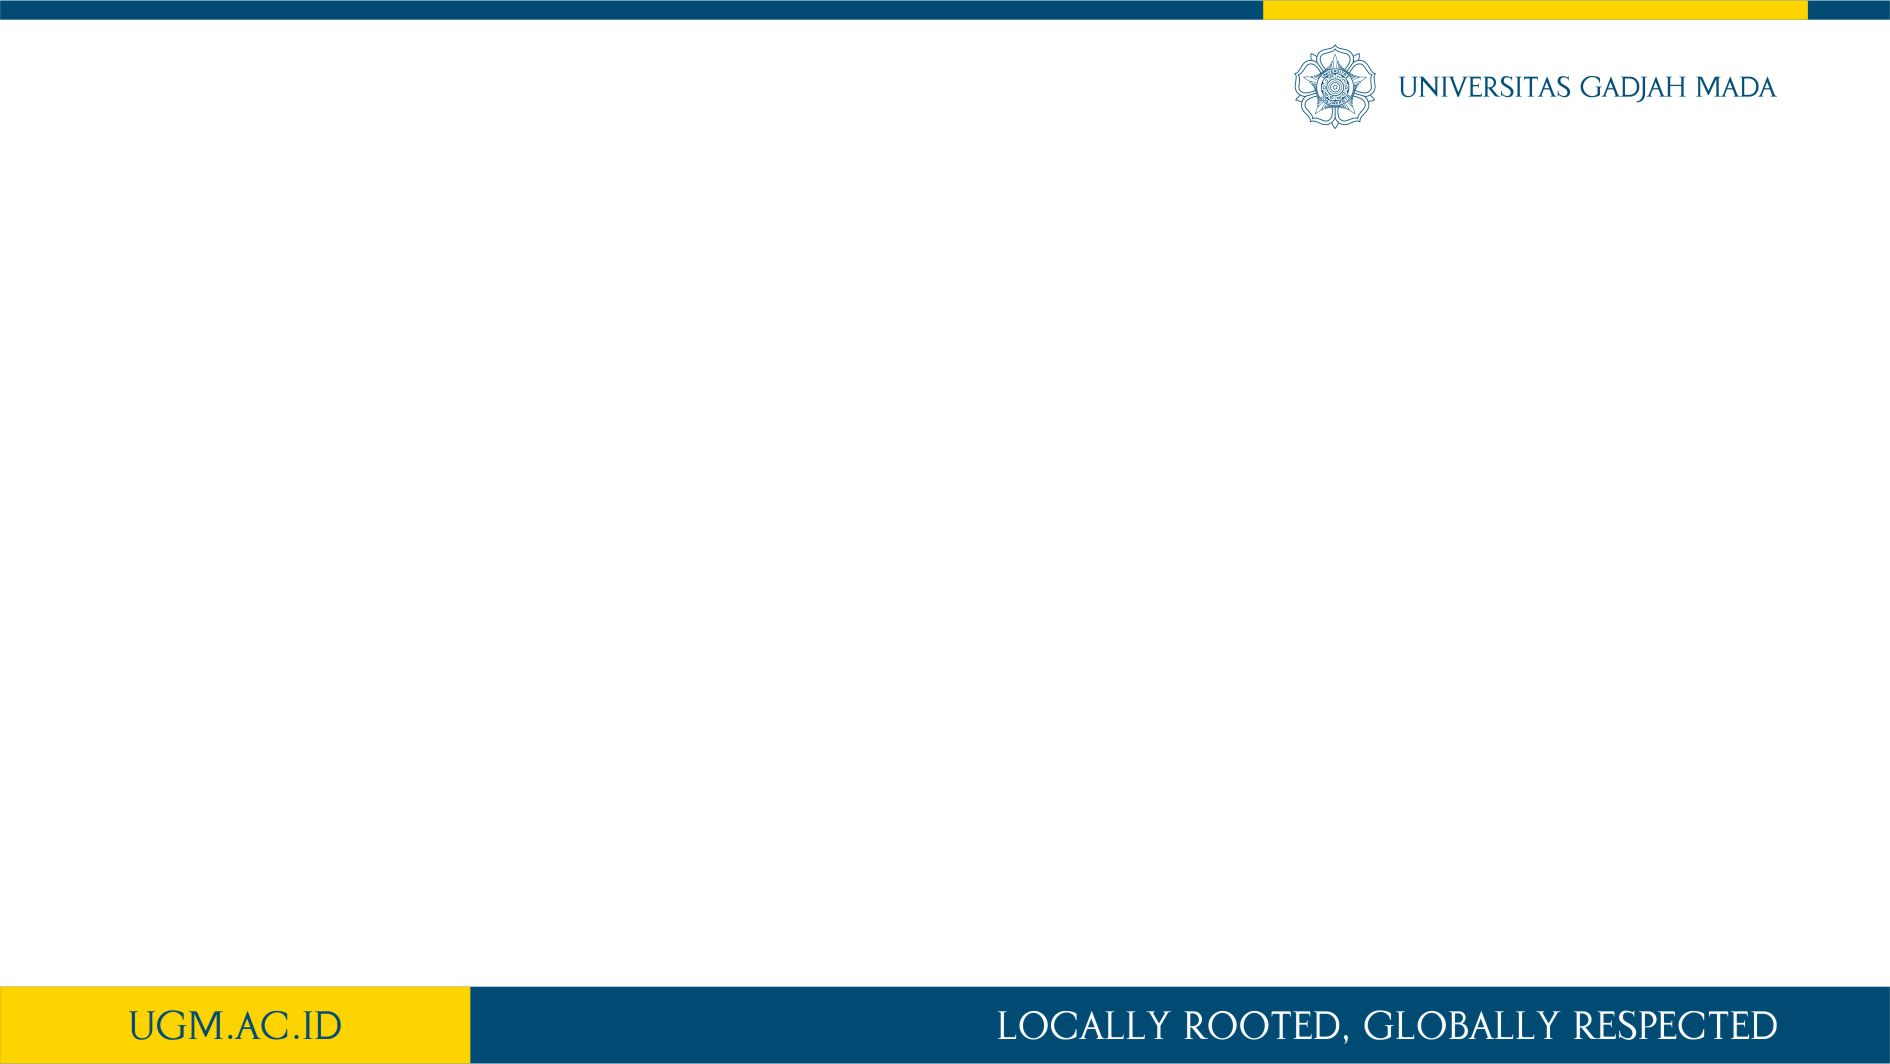 UNIVERSITAS GADJAH MADA
UGM.AC.ID
LOCALLY ROOTED, GLOBALLY RESPECTED